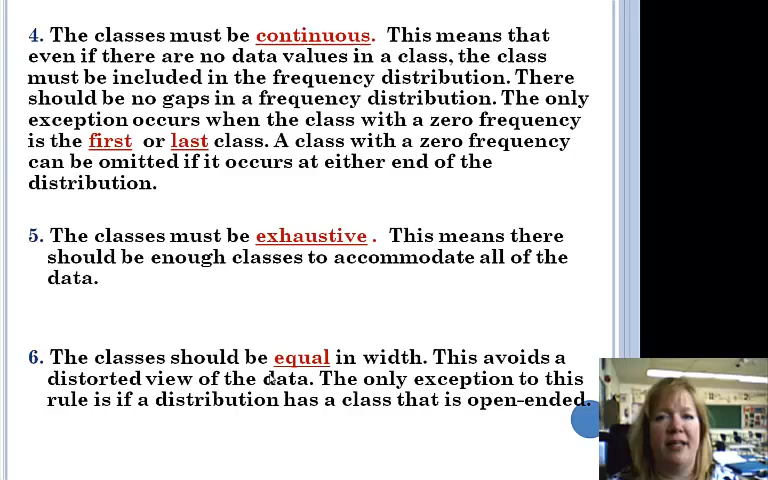 4. The classes must be continuous. This means that
even if there are no data values in a class, the class
must be included in the frequency distribution. There
should be no gaps in a frequency distribution. The only
exception occurs when the class with a zero frequency
is the first or last class. A class with a zero frequency
can be omitted if it occurs at either end of the
distribution.
5. The classes must be exhaustive . This means there
should be enough classes to accommodate all of the
data.
6. The classes should be equal in width. This avoids a
distorted view of the data. The only exception to this
rule is if a distribution has a class that is open-ended.